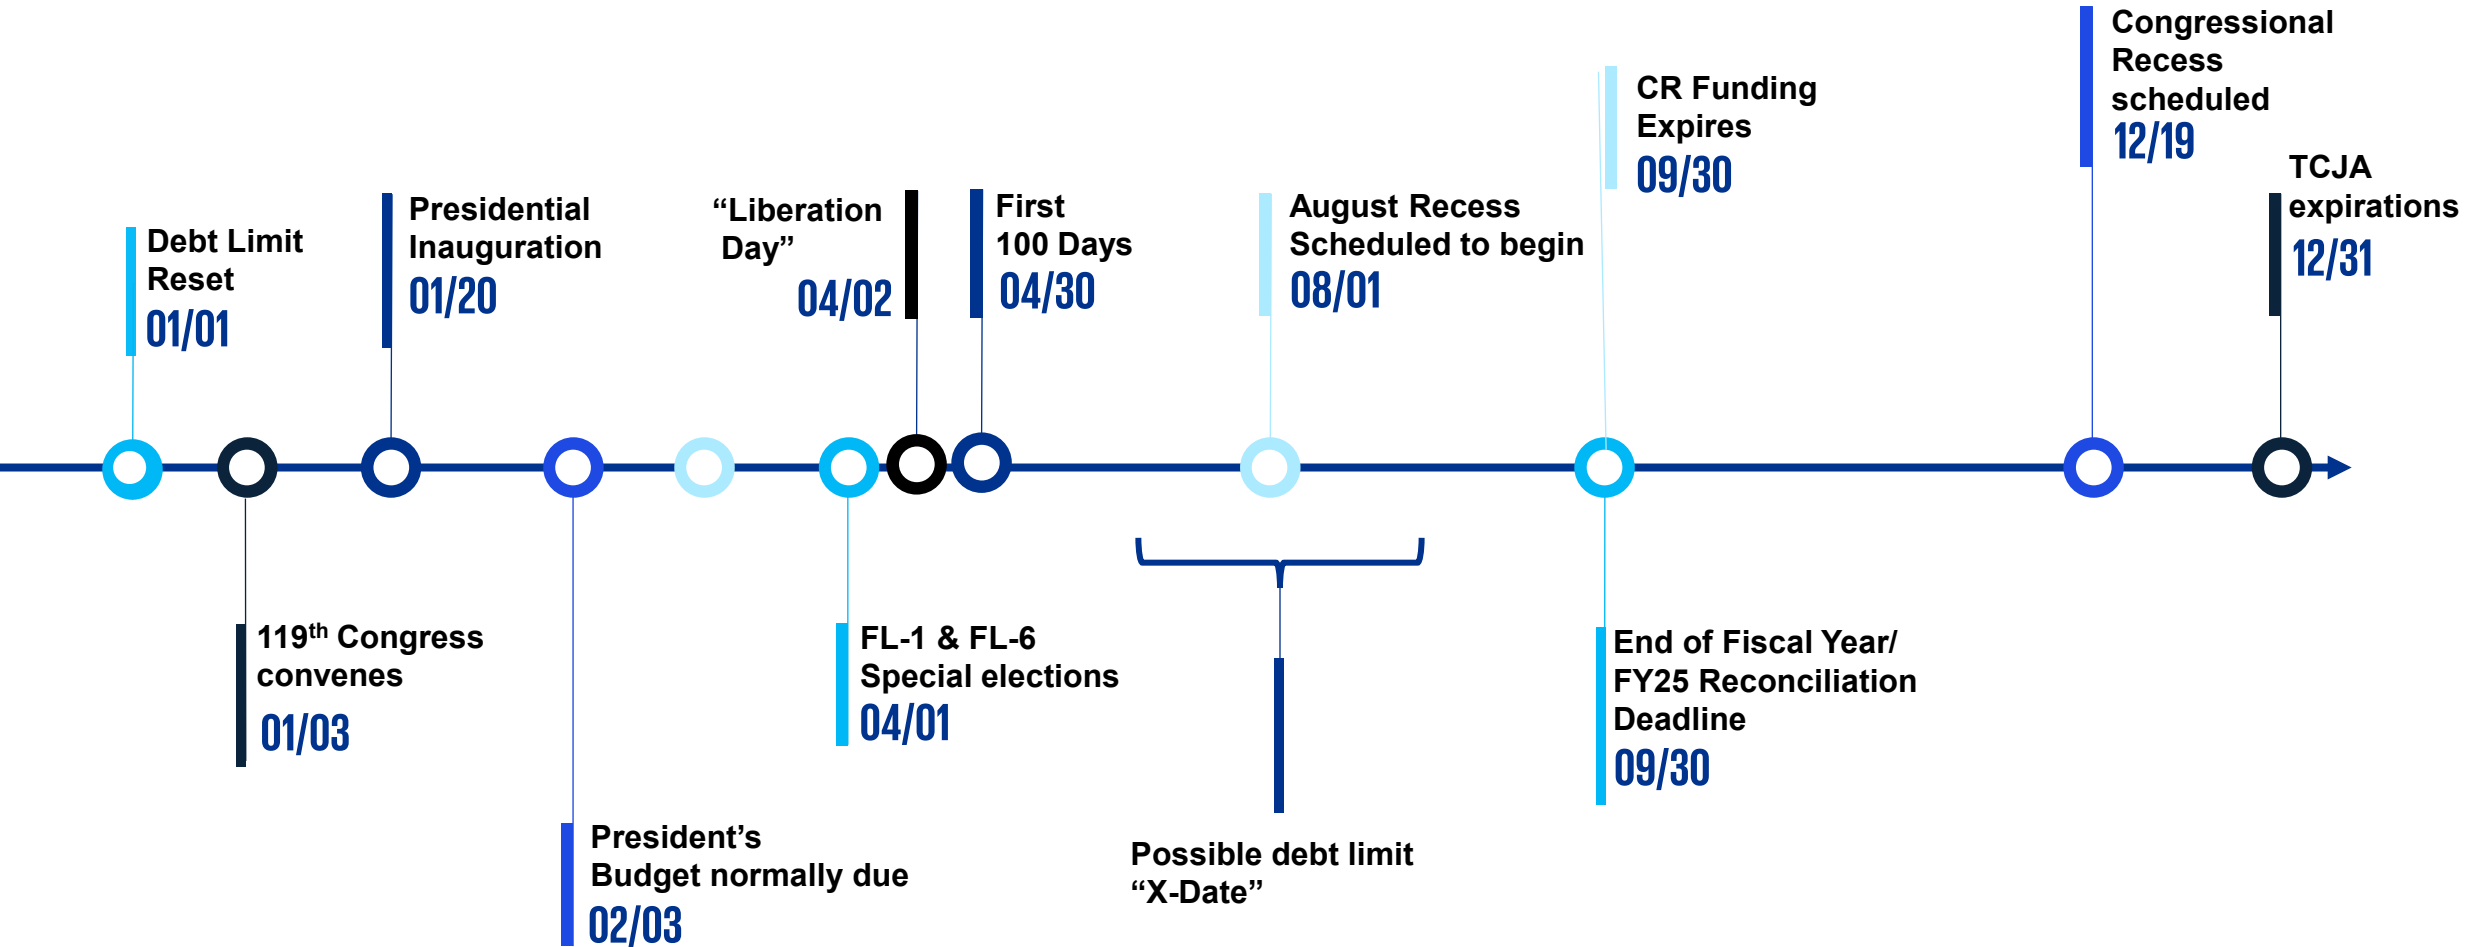 Debt Limit
Reset
01/01
119th Congress
convenes
01/03
Presidential
Inauguration
01/20
President’s
Budget normally due
02/03
FL-1 & FL-6
Special elections
04/01
“Liberation
Day”
04/02
First
100 Days
04/30
Possible debt limit
“X-Date”
August Recess
Scheduled to begin
08/01
CR Funding
Expires
09/30
End of Fiscal Year/
FY25 Reconciliation
Deadline
09/30
Congressional
Recess
scheduled
12/19
TCJA
expirations
12/31